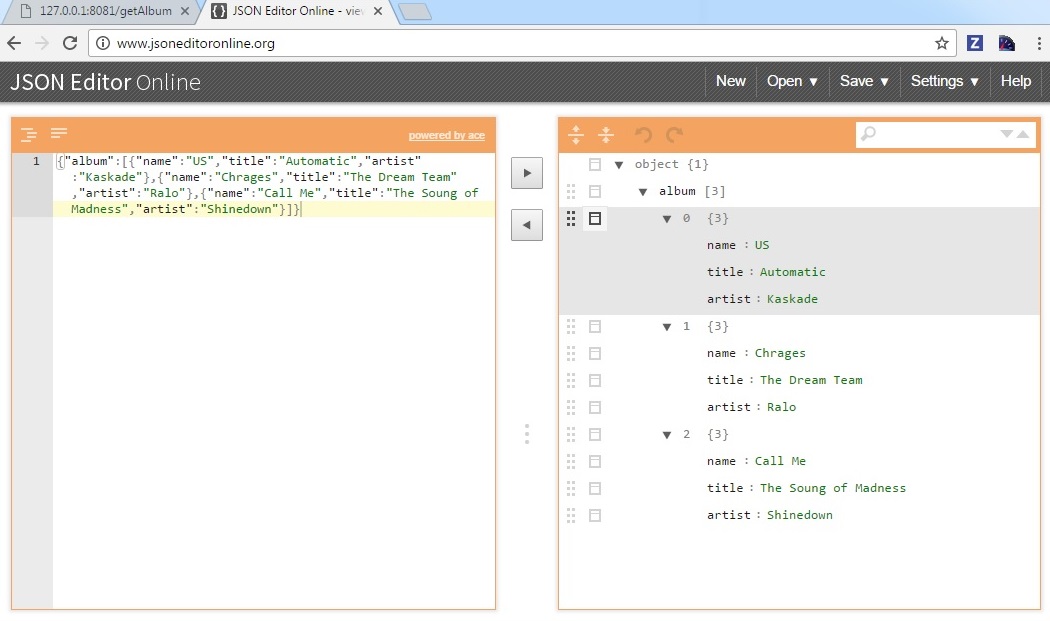 127.0.0.1:8081/getAlbum
JSON Editor Online - view
www.jsoneditoronline.org
Z
JSON Editor Online
New Open ▼ Save ▼ Settings ▼ Help
powered by ace
1 {"album":[{"name":"US","title":"Automatic","artist"
:"Kaskade"},{"name":"Chrages","title":"The Dream Team"
,"artist":"Ralo"},{"name":"Call Me","title":"The Soung of
Madness","artist":"Shinedown"}]}
▼ object {1}
▼ album [3]
▼ 0 {3}
name : US
title : Automatic
artist : Kaskade
▼ 1 {3}
name : Chrages
title : The Dream Team
artist : Ralo
▼ 2 {3}
name : Call Me
title : The Soung of Madness
artist : Shinedown